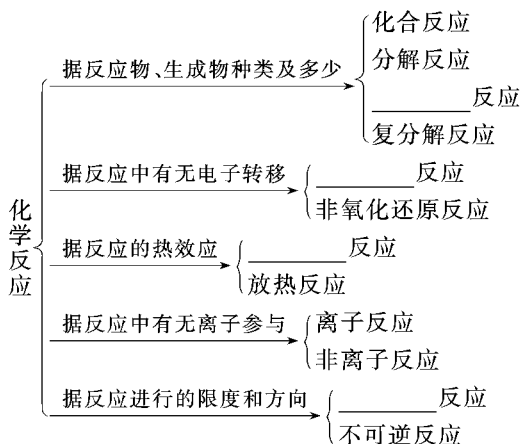 化学反应
据反应物、生成物种类及多少
化合反应
分解反应
________反应
复分解反应
据反应中有无电子转移
________反应
非氧化还原反应
据反应的热效应
________反应
放热反应
据反应中有无离子参与
离子反应
非离子反应
据反应进行的限度和方向
________反应
不可逆反应